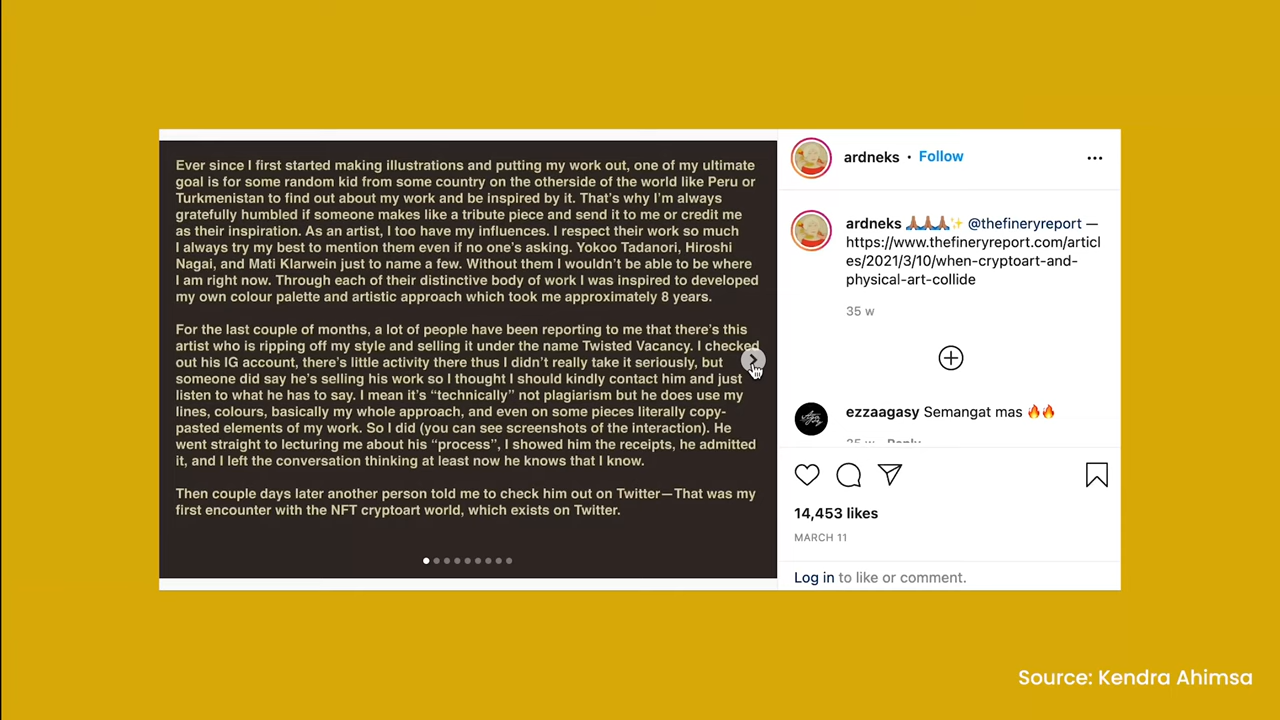 Ever since I first started making illustrations and putting my work out, one of my ultimate
goal is for some random kid from some country on the otherside of the world like Peru or
Turkmenistan to find out about my work and be inspired by it. That's why I'm always
gratefully humbled if someone makes like a tribute piece and send it to me or credit me
as their inspiration. As an artist, I too have my influences. I respect their work so much
I always try my best to mention them even if no one's asking. Yokoo Tadanori, Hiroshi
Nagai, and Mati Klarwein just to name a few. Without them I wouldn't be able to be where
I am right now. Through each of their distinctive body of work I was inspired to developed
my own colour palette and artistic approach which took me approximately 8 years.
For the last couple of months, a lot of people have been reporting to me that there's this
artist who is ripping off my style and selling it under the name Twisted Vacancy. I checked
out his IG account, there's little activity there thus I didn't really take it seriously, but
someone did say he's selling his work so I thought I should kindly contact him and just
listen to what he has to say. I mean it's "technically" not plagiarism but he does use my
lines, colours, basically my whole approach, and even on some pieces literally copy-
pasted elements of my work. So I did (you can see screenshots of the interaction). He
went straight to lecturing me about his "process", I showed him the receipts, he admitted
it, and I left the conversation thinking at least now he knows that I know.
Then couple days later another person told me to check him out on Twitter—That was my
first encounter with the NFT cryptoart world, which exists on Twitter.
ardneks • Follow
ardneks 🙏🏽🙏🏽🙏🏽✨ @thefineryreport —
https://www.thefineryreport.com/articl
es/2021/3/10/when-cryptoart-and-
physical-art-collide
35 w
ezzaagasy Semangat mas 🔥🔥
35 w Reply
14,453 likes
MARCH 11
Log in to like or comment.
Source: Kendra Ahimsa